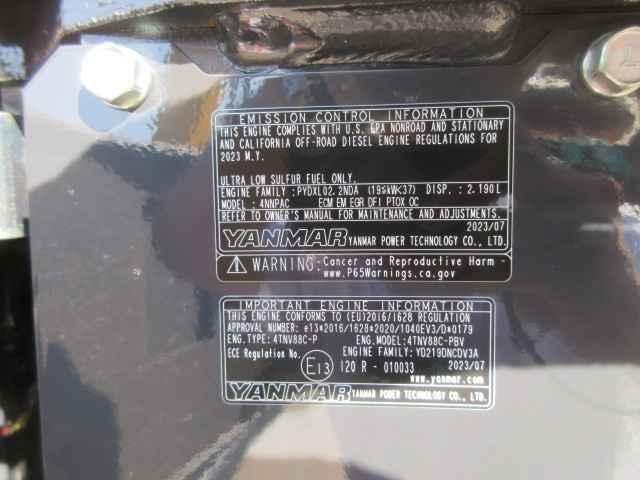 EMISSION CONTROL INFORMATION
THIS ENGINE COMPLIES WITH U.S. EPA NONROAD AND STATIONARY
AND CALIFORNIA OFF-ROAD DIESEL ENGINE REGULATIONS FOR
2023 M.Y.
ULTRA LOW SULFUR FUEL ONLY.
ENGINE FAMILY :PYDXL02.2NDA (19≤kW<37) DISP. : 2.190L
MODEL: 4NNPAC ECM EM EGR DFI PTOX OC
REFER TO OWNER'S MANUAL FOR MAINTENANCE AND ADJUSTMENTS.
2023/07
YANMAR YANMAR POWER TECHNOLOGY CO., LTD.
WARNING: Cancer and Reproductive Harm -
www.P65Warnings.ca.gov
IMPORTANT ENGINE INFORMATION
THIS ENGINE CONFORMS TO (EU)2016/1628 REGULATION
APPROVAL NUMBER: e13*2016/1628*2020/1040EV3/D*0179
ENG.TYPE: 4TNV88C-P ENG.MODEL: 4TNV88C-PBV
ECE Regulation No. ENGINE FAMILY: YD219DNCDV3A
E13 120 R - 010033 2023/07
www.yanmar.com
YANMAR YANMAR POWER TECHNOLOGY CO., LTD.